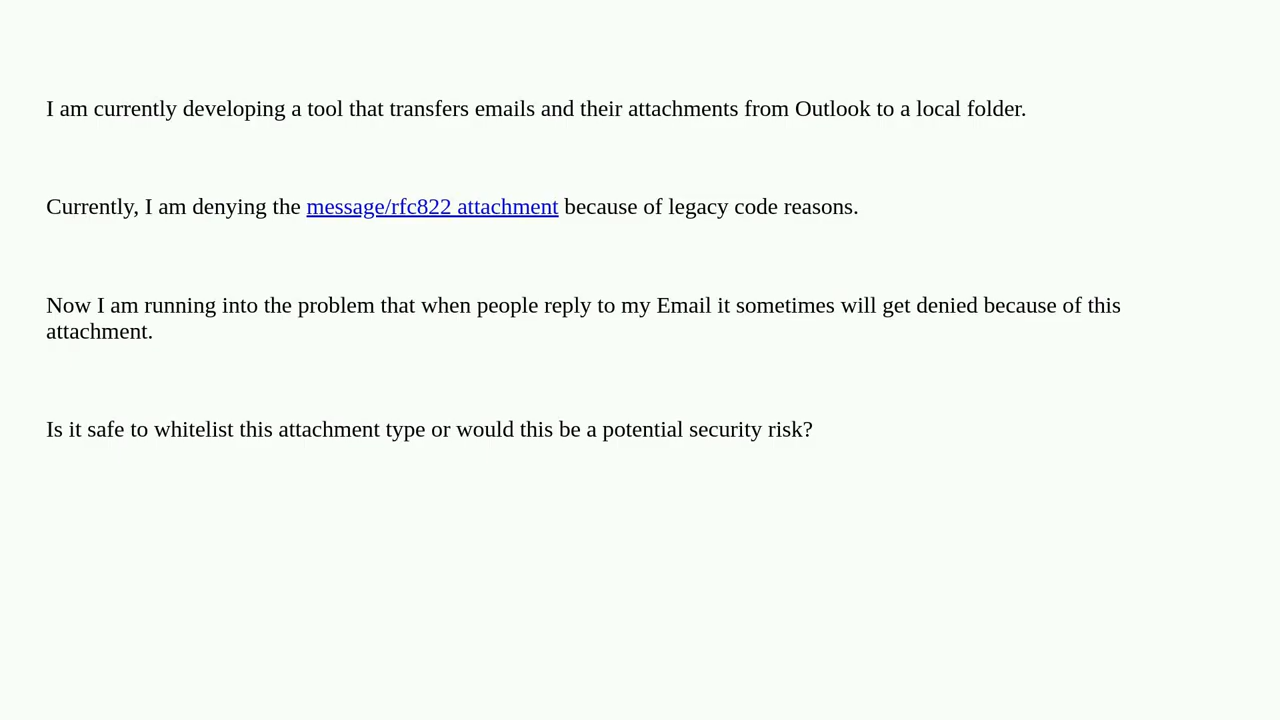 I am currently developing a tool that transfers emails and their attachments from Outlook to a local folder.
Currently, I am denying the message/rfc822 attachment because of legacy code reasons.
Now I am running into the problem that when people reply to my Email it sometimes will get denied because of this
attachment.
Is it safe to whitelist this attachment type or would this be a potential security risk?